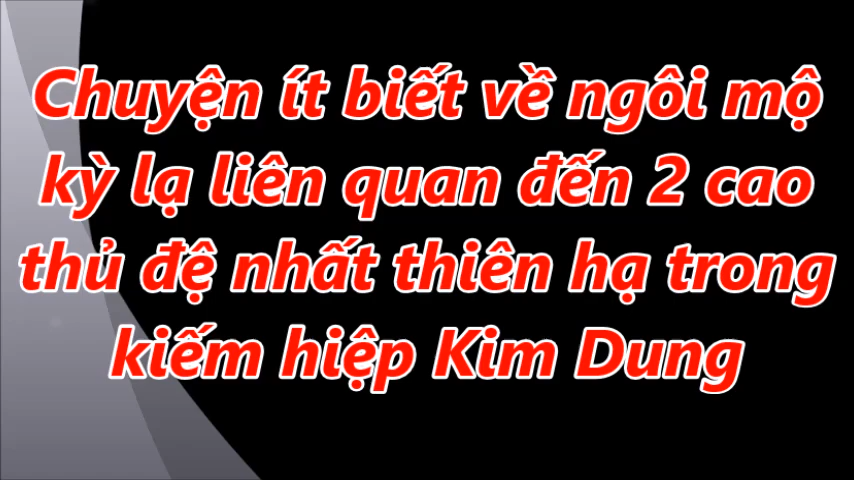 Chuyện ít biết về ngôi mộ
kỳ lạ liên quan đến 2 cao
thủ đệ nhất thiên hạ trong
kiếm hiệp Kim Dung